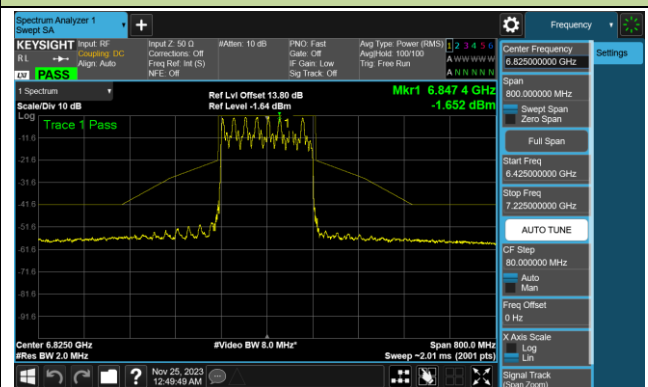 Spectrum Analyzer 1
Swept SA
Frequency
KEYSIGHT
RL
PASS
Input: RF
Coupling: DC
Align: Auto
Input Z: 50 Ω
Corrections: Off
Freq Ref: Int (S)
NFE: Off
#Atten: 10 dB
PNO: Fast
Gate: Off
IF Gain: Low
Sig Track: Off
Avg Type: Power (RMS)
Avg|Hold: 100/100
Trig: Free Run
1 2 3 4 5 6
A W W W W W
A N N N N N
1 Spectrum
Scale/Div 10 dB
Log
Ref Lvl Offset 13.80 dB
Ref Level -1.64 dBm
Mkr1 6.847 4 GHz
-1.652 dBm
Trace 1 Pass
1
-11.6
-21.6
-31.6
-41.6
-51.6
-61.6
-71.6
-81.6
-91.6
Center 6.8250 GHz
#Res BW 2.0 MHz
#Video BW 8.0 MHz*
Span 800.0 MHz
Sweep ~2.01 ms (2001 pts)
Center Frequency
6.825000000 GHz
Settings
Span
800.000000 MHz
Swept Span
Zero Span
Full Span
Start Freq
6.425000000 GHz
Stop Freq
7.225000000 GHz
AUTO TUNE
CF Step
80.000000 MHz
Auto
Man
Freq Offset
0 Hz
X Axis Scale
Log
Lin
Signal Track
(Span Zoom)
?
Nov 25, 2023
12:49:49 AM